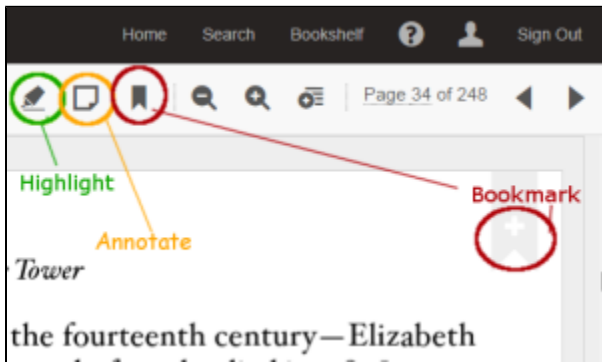 Home Search Bookshelf ? Sign Out
Page 34 of 248
Highlight
Bookmark
Annotate
Tower
the fourteenth century—Elizabeth